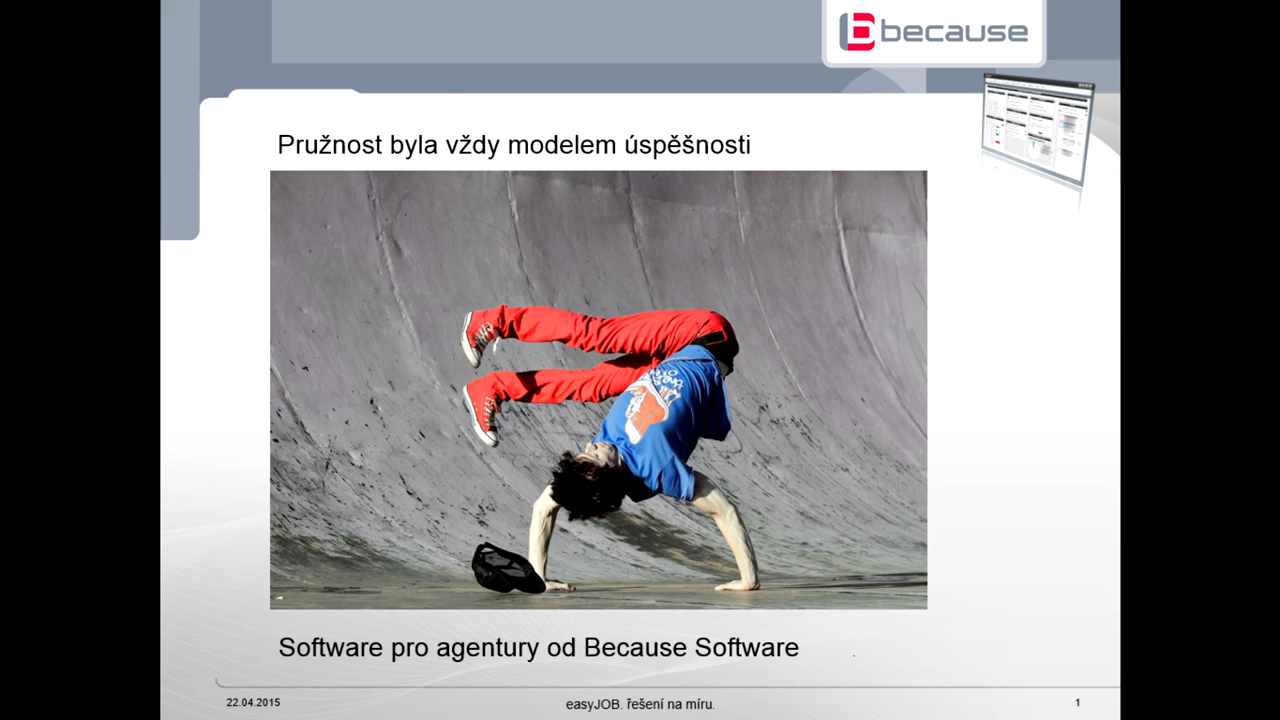 because
Pružnost byla vždy modelem úspěšnosti
Software pro agentury od Because Software
22.04.2015
easyJOB. řešení na míru.
1